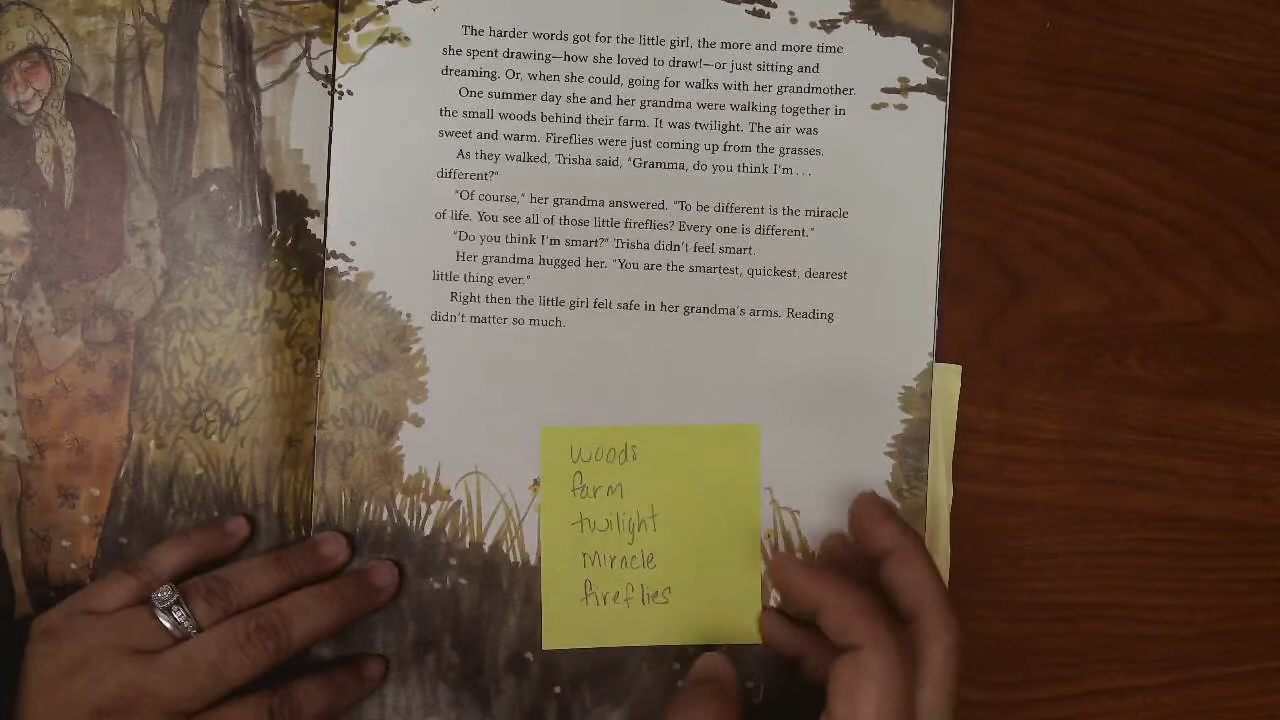 The harder words got for the little girl, the more and more time
she spent drawing—how she loved to draw!—or just sitting and
dreaming. Or, when she could, going for walks with her grandmother.
One summer day she and her grandma were walking together in
the small woods behind their farm. It was twilight. The air was
sweet and warm. Fireflies were just coming up from the grasses.
As they walked, Trisha said, "Gramma, do you think I'm . . .
different?"
"Of course," her grandma answered. "To be different is the miracle
of life. You see all of those little fireflies? Every one is different."
"Do you think I'm smart?" Trisha didn't feel smart.
Her grandma hugged her. "You are the smartest, quickest, dearest
little thing ever."
Right then the little girl felt safe in her grandma's arms. Reading
didn't matter so much.
woods
farm
twilight
Miracle
fireflies